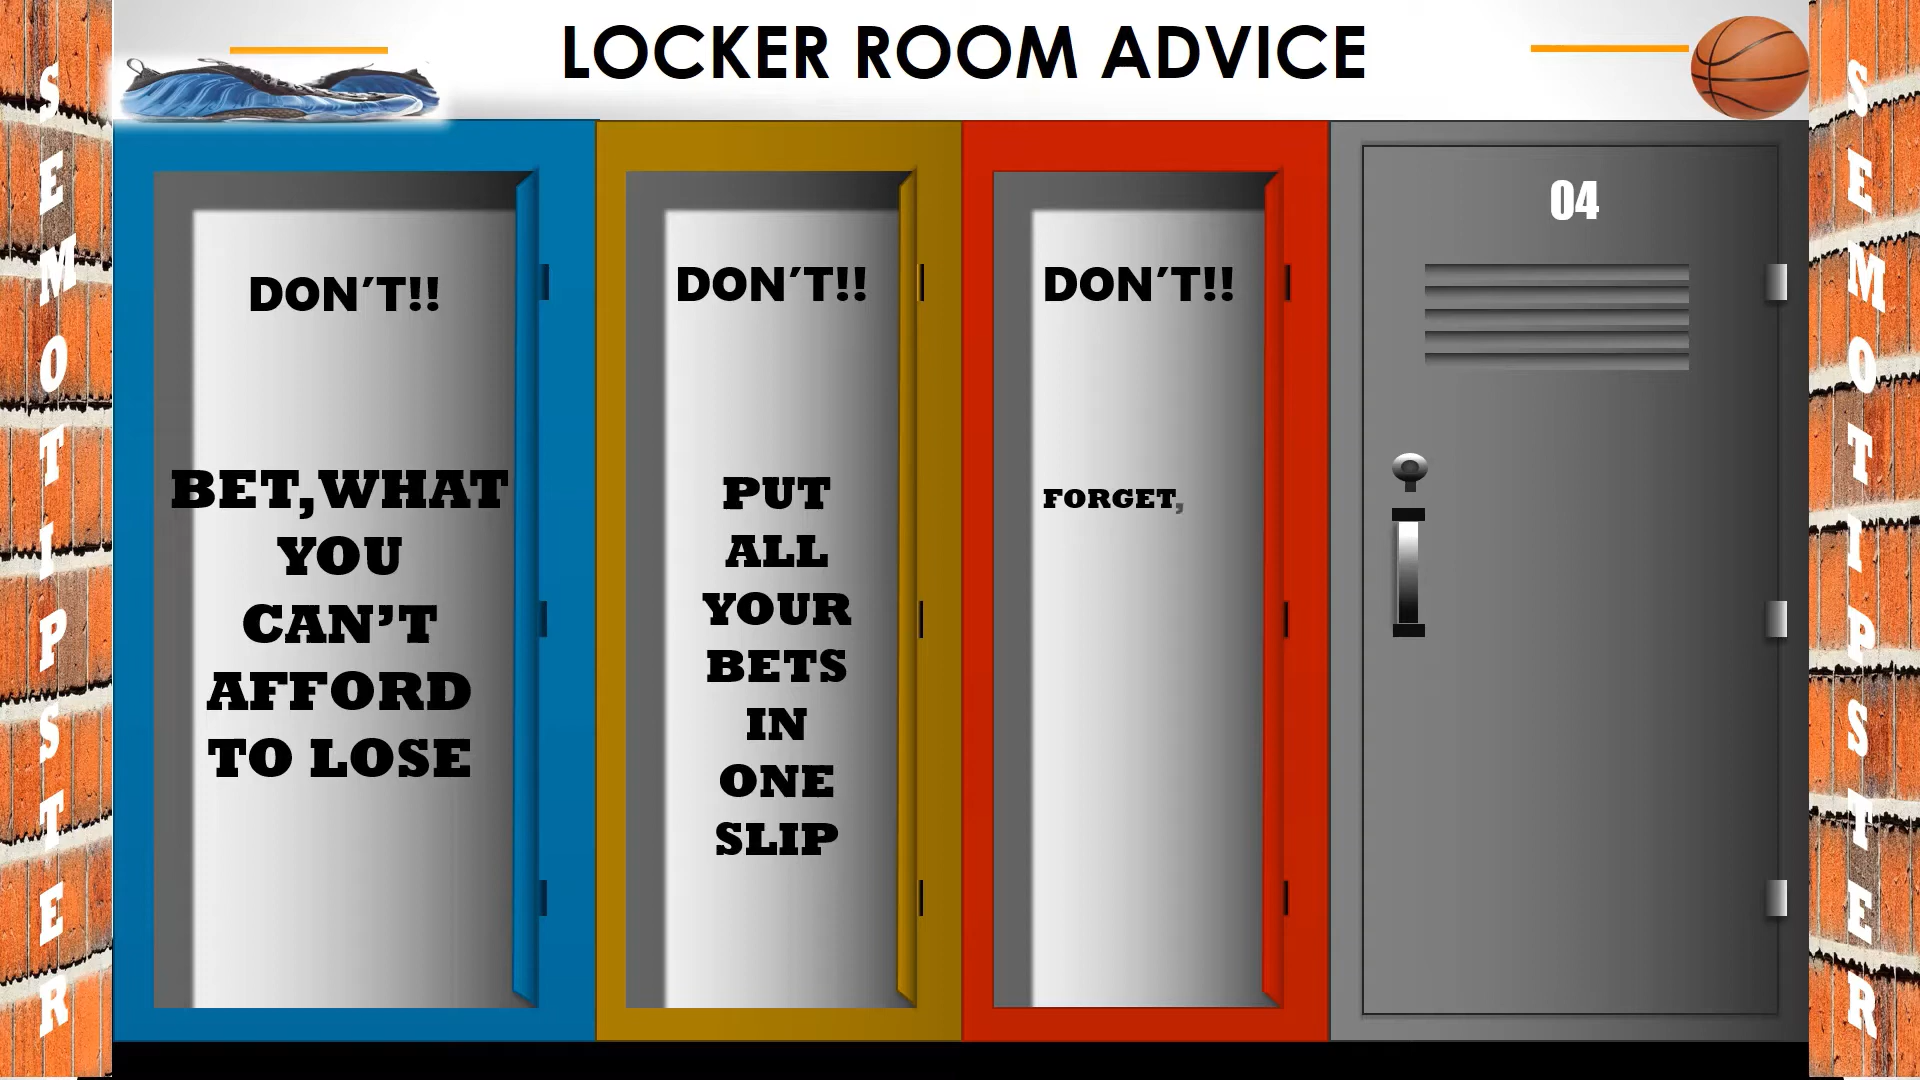 LOCKER ROOM ADVICE
SEMOTIPSTER
DON'T!!
BET,WHAT
YOU
CAN'T
AFFORD
TO LOSE
DON'T!!
PUT
ALL
YOUR
BETS
IN
ONE
SLIP
DON'T!!
FORGET,
04
SEMOTIPSTER